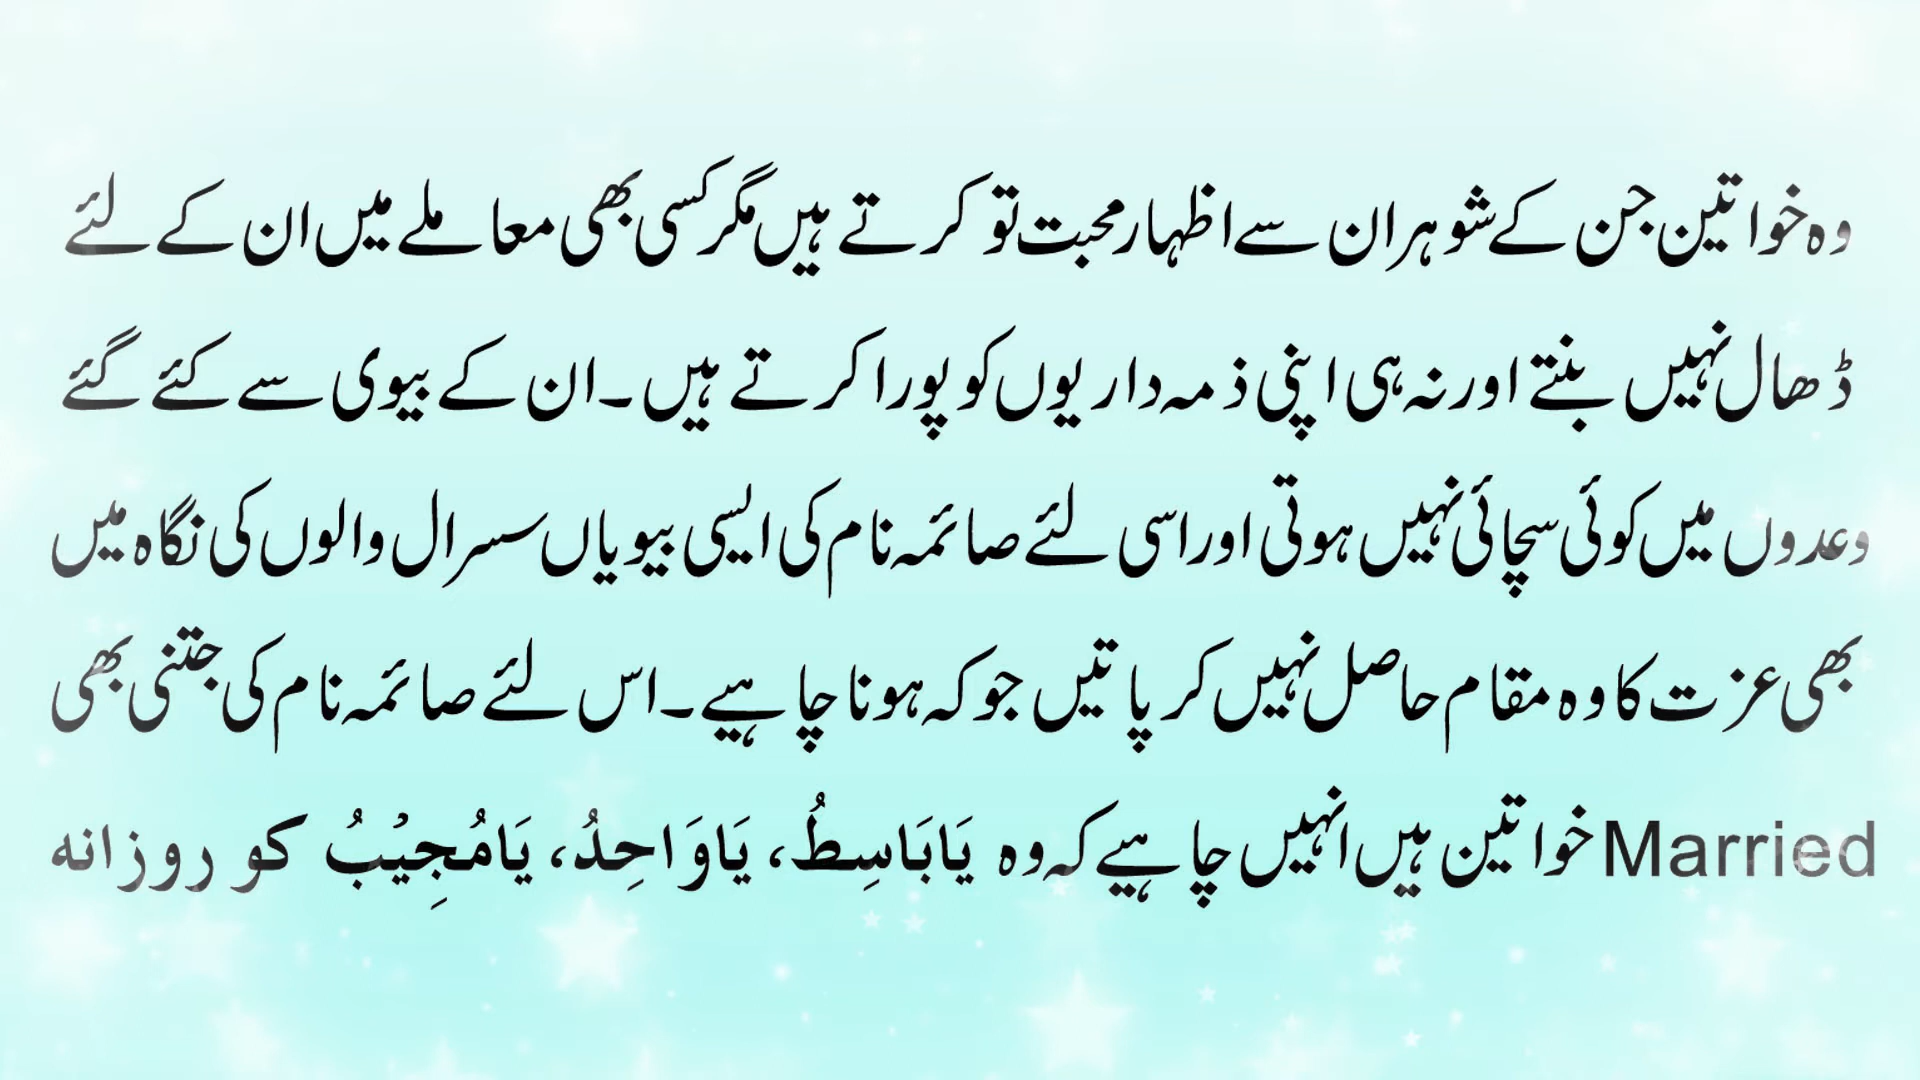 وہ خواتین جن کے شوہر ان سے اظہار محبت تو کرتے ہیں مگر کسی بھی معاملے میں ان کے لئے
ڈھال نہیں بنتے اور نہ ہی اپنی ذمہ داریوں کو پورا کرتے ہیں۔ ان کے بیوی سے کئے گئے
وعدوں میں کوئی سچائی نہیں ہوتی اور اسی لئے صائمہ نام کی ایسی بیویاں سسرال والوں کی نگاہ میں
بھی عزت کا وہ مقام حاصل نہیں کر پاتیں جو کہ ہونا چاہیے۔ اس لئے صائمہ نام کی جتنی بھی
Married خواتین ہیں انہیں چاہیے کہ وہ یَابَاسِطُ، یَاوَاحِدُ، یَامُجِیْبُ کو روزانہ